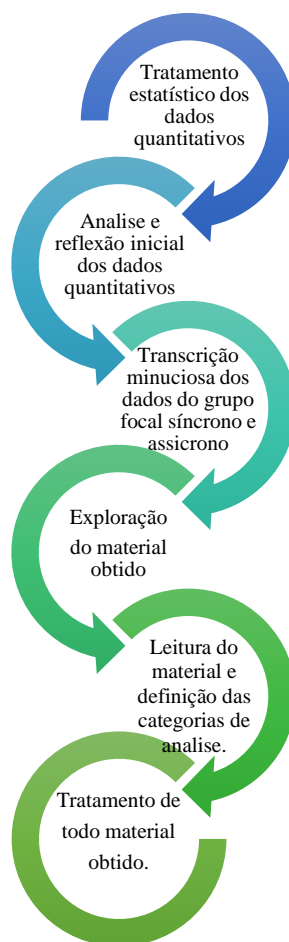 Tratamento
estatístico dos
dados
quantitativos
Analise e
reflexão inicial
dos dados
quantitativos
Transcrição
minuciosa dos
dados do grupo
focal síncrono e
assicrono
Exploração
do material
obtido
Leitura do
material e
definição das
categorias de
analise.
Tratamento de
todo material
obtido.